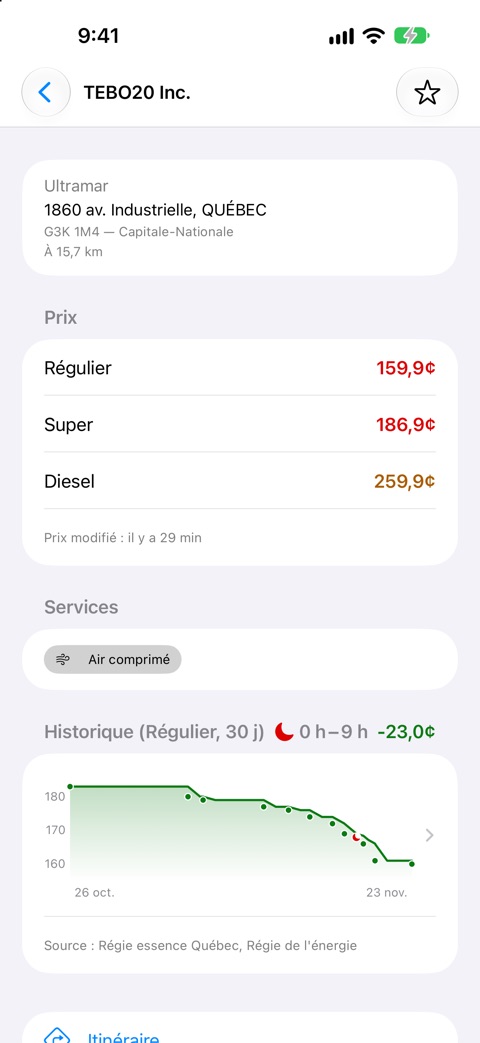 9:41
TEBO20 Inc.
Ultramar
1860 av. Industrielle, QUÉBEC
G3K 1M4 — Capitale-Nationale
À 15,7 km
Prix
Régulier 159,9¢
Super 186,9¢
Diesel 259,9¢
Prix modifié : il y a 29 min
Services
Air comprimé
Historique (Régulier, 30 j) 0 h – 9 h -23,0¢
180
170
160
26 oct. 23 nov.
Source : Régie essence Québec, Régie de l'énergie
Itinéraire